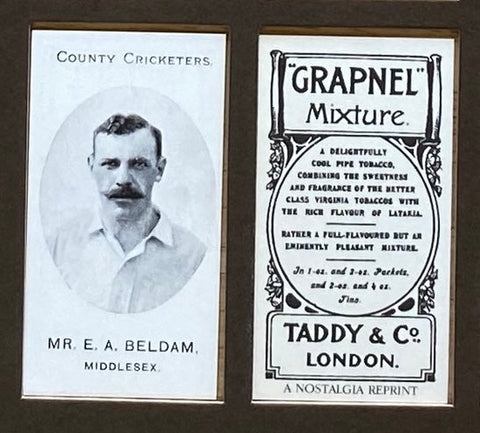 COUNTY CRICKETERS.
MR. E. A. BELDAM,
MIDDLESEX.
"GRAPNEL"
Mixture.
A DELIGHTFULLY
COOL PIPE TOBACCO,
COMBINING THE SWEETNESS
AND FRAGRANCE OF THE BETTER
CLASS VIRGINIA TOBACCOS WITH
THE RICH FLAVOUR OF LATAKIA.
RATHER A FULL-FLAVOURED BUT AN
EMINENTLY PLEASANT MIXTURE.
In 1-oz. and 2-oz. Packets,
and 2-oz. and 4 oz.
Tins.
TADDY & Co.,
LONDON.
A NOSTALGIA REPRINT